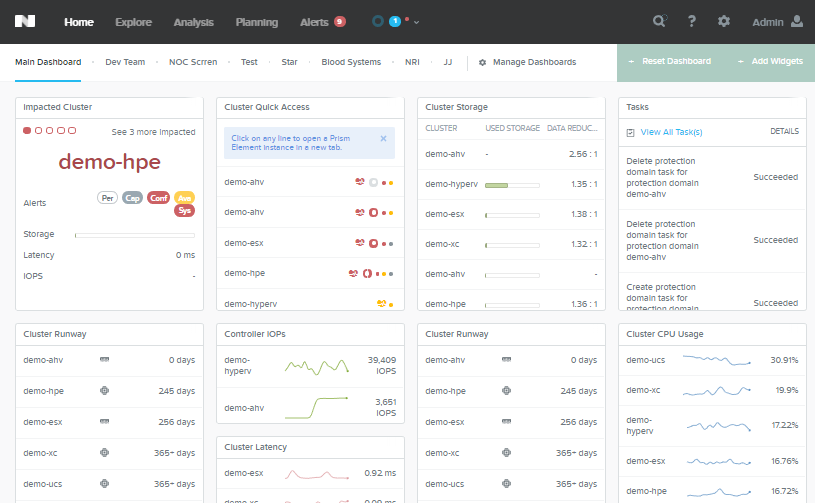 Home Explore Analysis Planning Alerts 9 1 ? Admin
Main Dashboard Dev Team NOC Scrren Test Star Blood Systems NRI JJ Manage Dashboards Reset Dashboard Add Widgets
Impacted Cluster
See 3 more Impacted
demo-hpe
Alerts Per Cap Conf Ava
Sys
Storage
Latency 0 ms
IOPS -
Cluster Quick Access
Click on any line to open a Prism
Element instance in a new tab.
demo-ahv
demo-ahv
demo-esx
demo-hpe
demo-hyperv
Cluster Storage
CLUSTER USED STORAGE DATA REDUC...
demo-ahv - 2.56 : 1
demo-hyperv 1.35 : 1
demo-esx 1.38 : 1
demo-xc 1.32 : 1
demo-ahv -
demo-hpe 1.36 : 1
Tasks
View All Task(s) DETAILS
Delete protection
domain task for
protection domain
demo-ahv
Succeeded
Delete protection
domain task for
protection domain
demo-ahv
Succeeded
Create protection
domain task for
protection domain
Succeeded
Cluster Runway
demo-ahv 0 days
demo-hpe 245 days
demo-esx 256 days
demo-xc 365+ days
demo-ucs 365+ days
Controller IOPs
demo-
hyperv
39,409
IOPS
demo-ahv
3,651
IOPS
Cluster Latency
demo-esx 0.92 ms
demo-xc 0.09 ms
Cluster Runway
demo-ahv 0 days
demo-hpe 245 days
demo-esx 256 days
demo-xc 365+ days
demo-ucs 365+ days
Cluster CPU Usage
demo-ucs 30.91%
demo-xc 19.9%
demo-
hyperv
17.22%
demo-esx 16.76%
demo-hpe 16.72%